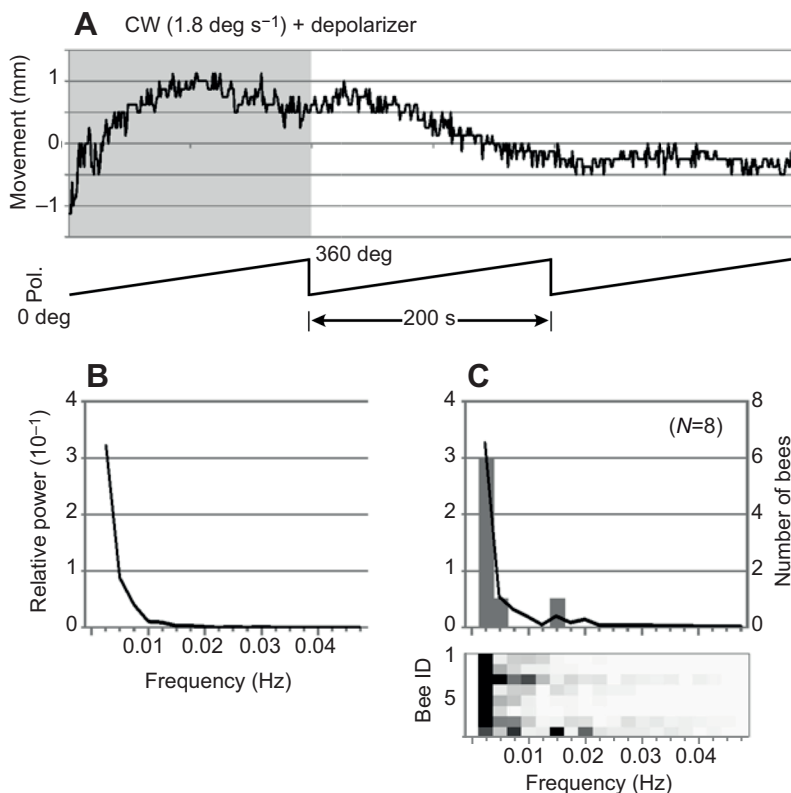 A CW (1.8 deg s⁻¹) + depolarizer
Movement (mm)
1
0
–1
Pol.
360 deg
0 deg
200 s
B
Relative power (10⁻¹)
4
3
2
1
0
0.01 0.02 0.03 0.04
Frequency (Hz)
C
(N=8)
4
3
2
1
0
8
6
4
2
0
Number of bees
Bee ID
1
5
0.01 0.02 0.03 0.04
Frequency (Hz)